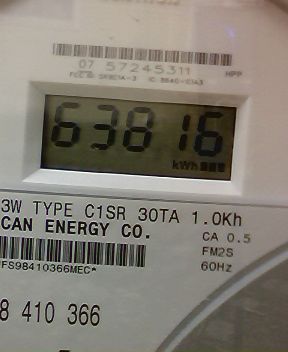 07 57245311
HPP
63816
kWh
3W TYPE C1SR 30TA 1.0Kh
CAN ENERGY CO.
CA 0.5
FM2S
60Hz
FS98410366MEC*
8 410 366